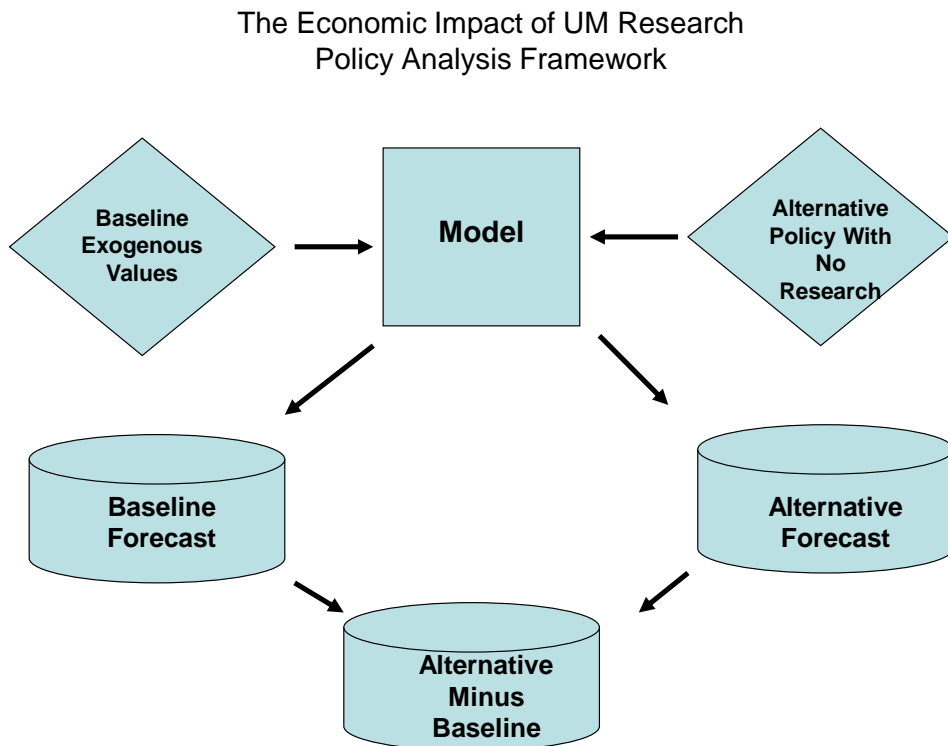 The Economic Impact of UM Research
Policy Analysis Framework
Baseline
Exogenous
Values
Model
Alternative
Policy With
No
Research
Baseline
Forecast
Alternative
Forecast
Alternative
Minus
Baseline